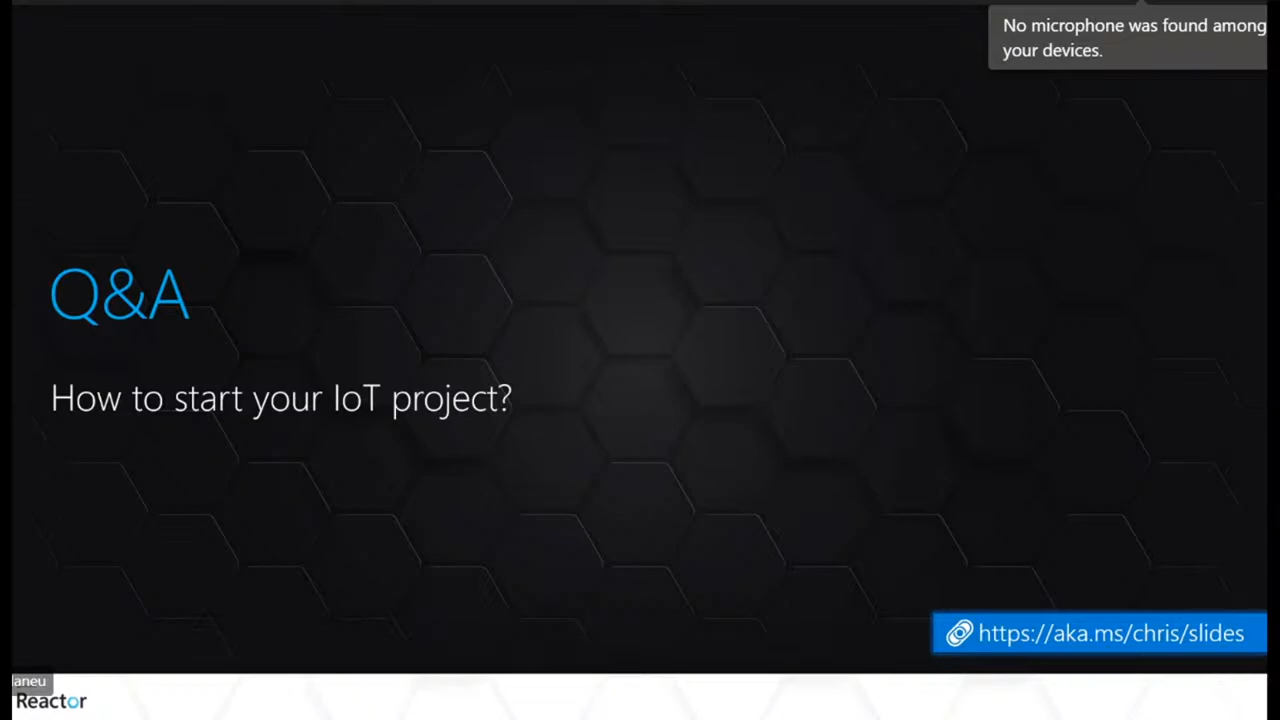 No microphone was found among
your devices.
Q&A
How to start your IoT project?
https://aka.ms/chris/slides
aneu
Reactor